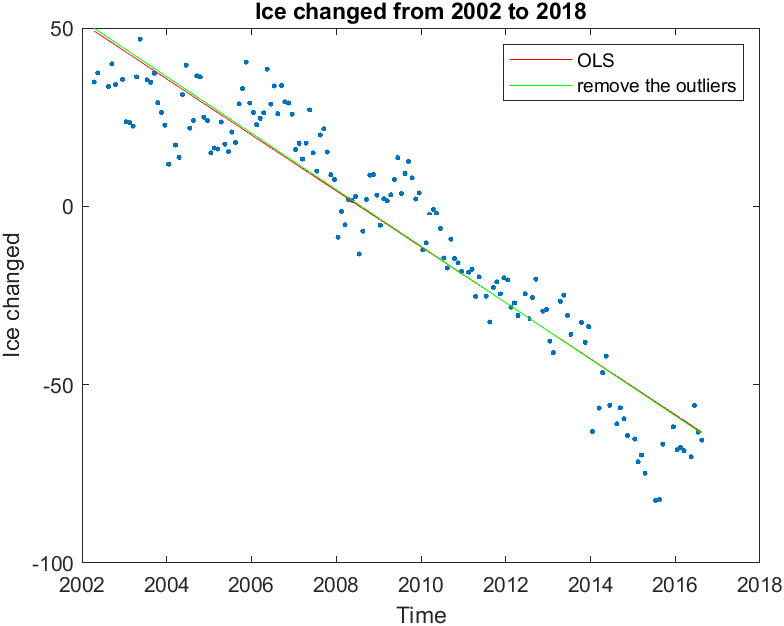 Ice changed from 2002 to 2018
OLS
remove the outliers
50
0
-50
-100
Ice changed
2002 2004 2006 2008 2010 2012 2014 2016 2018
Time